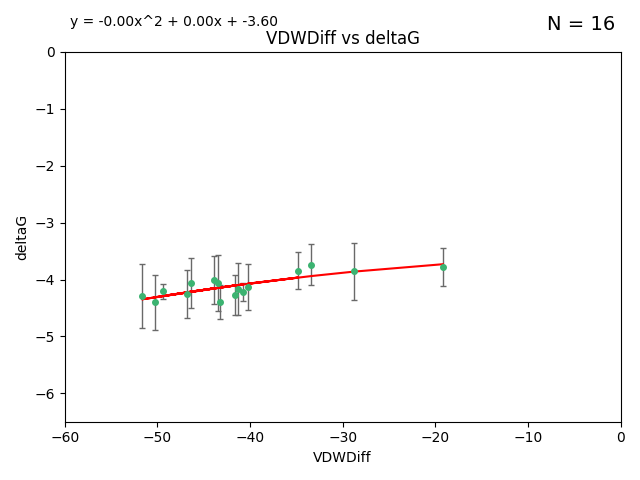 y = -0.00x^2 + 0.00x + -3.60
N = 16
VDWDiff vs deltaG
0
−1
−2
−3
−4
−5
−6
deltaG
−60
−50
−40
−30
−20
−10
0
VDWDiff